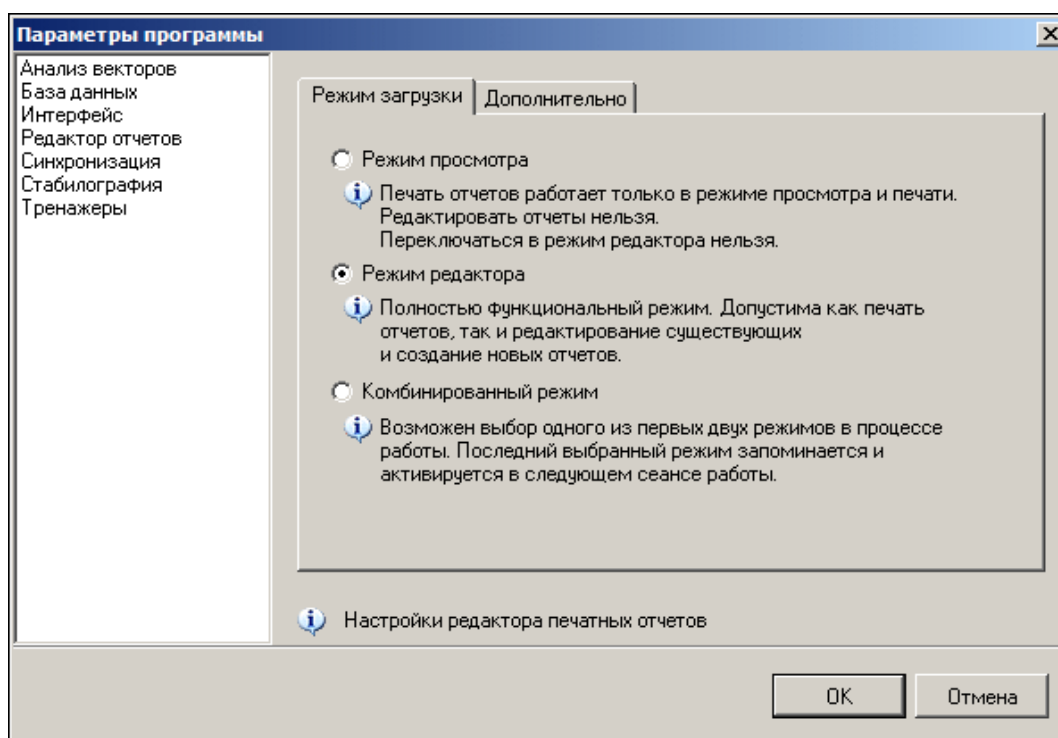 Параметры программы
Анализ векторов
База данных
Интерфейс
Редактор отчетов
Синхронизация
Стабилография
Тренажеры
Режим загрузки
Дополнительно
Режим просмотра
Печать отчетов работает только в режиме просмотра и печати.
Редактировать отчеты нельзя.
Переключаться в режим редактора нельзя.
Режим редактора
Полностью функциональный режим. Допустима как печать
отчетов, так и редактирование существующих
и создание новых отчетов.
Комбинированный режим
Возможен выбор одного из первых двух режимов в процессе
работы. Последний выбранный режим запоминается и
активируется в следующем сеансе работы.
Настройки редактора печатных отчетов
OK
Отмена